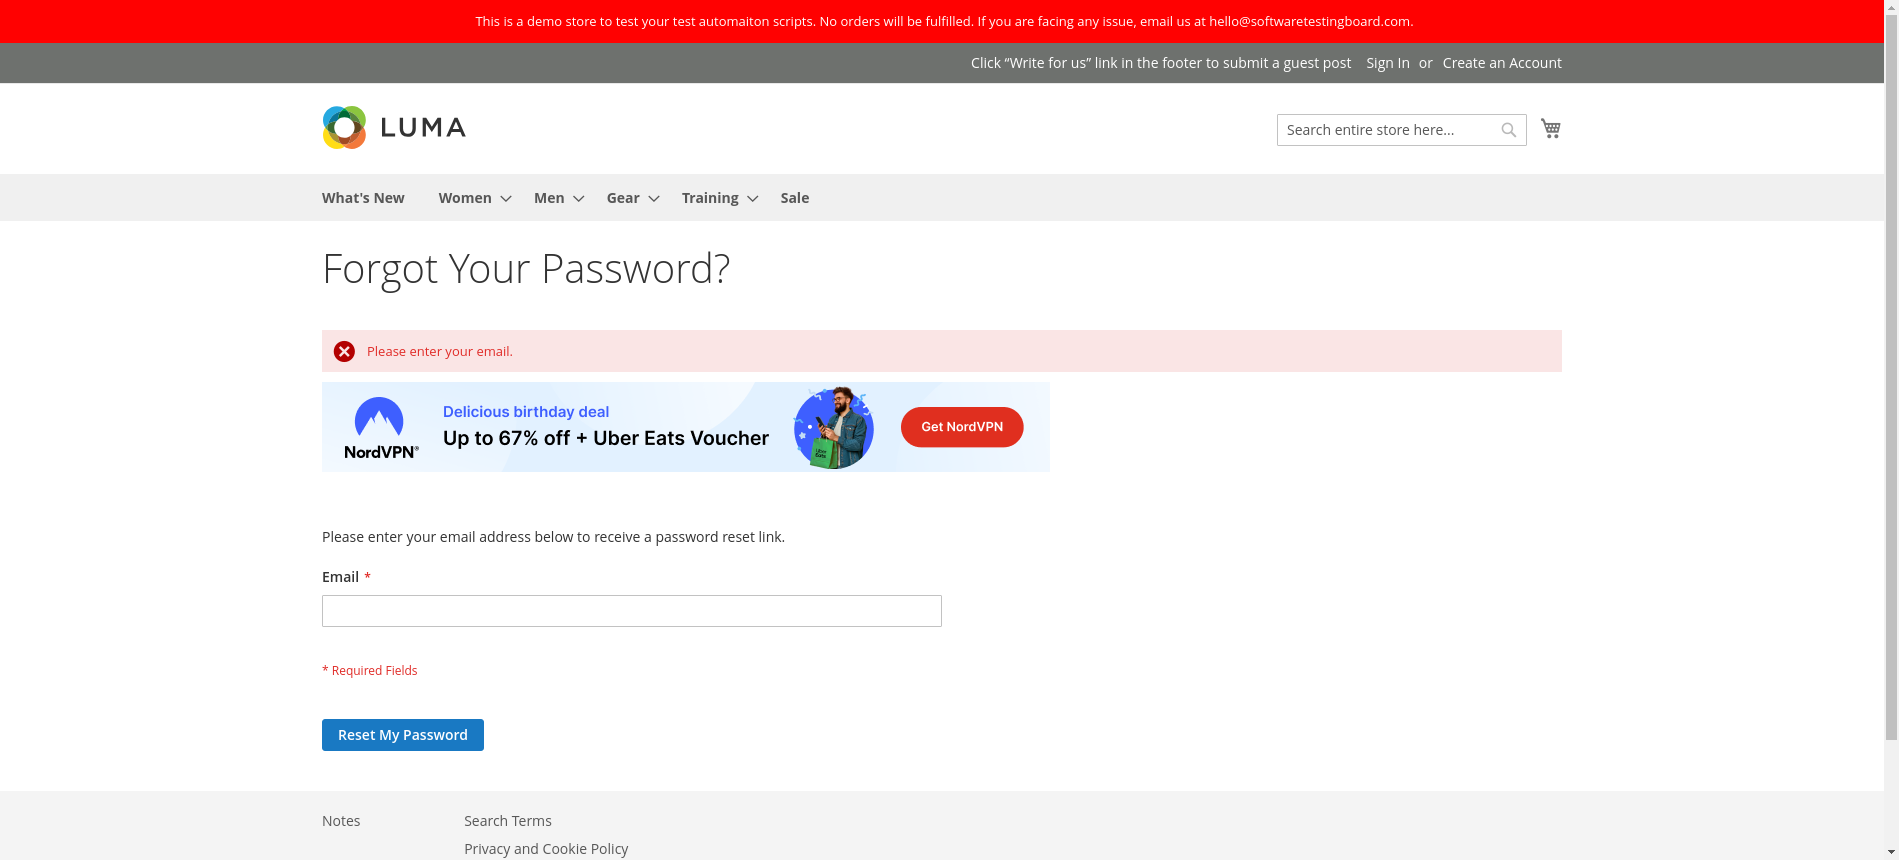 This is a demo store to test your test automaiton scripts. No orders will be fulfilled. If you are facing any issue, email us at hello@softwaretestingboard.com.
Click “Write for us” link in the footer to submit a guest post Sign In or Create an Account
LUMA
Search entire store here...
What's New Women Men Gear Training Sale
Forgot Your Password?
Please enter your email.
Delicious birthday deal
Up to 67% off + Uber Eats Voucher
NordVPN®
Get NordVPN
Please enter your email address below to receive a password reset link.
Email *
* Required Fields
Reset My Password
Notes Search Terms
Privacy and Cookie Policy